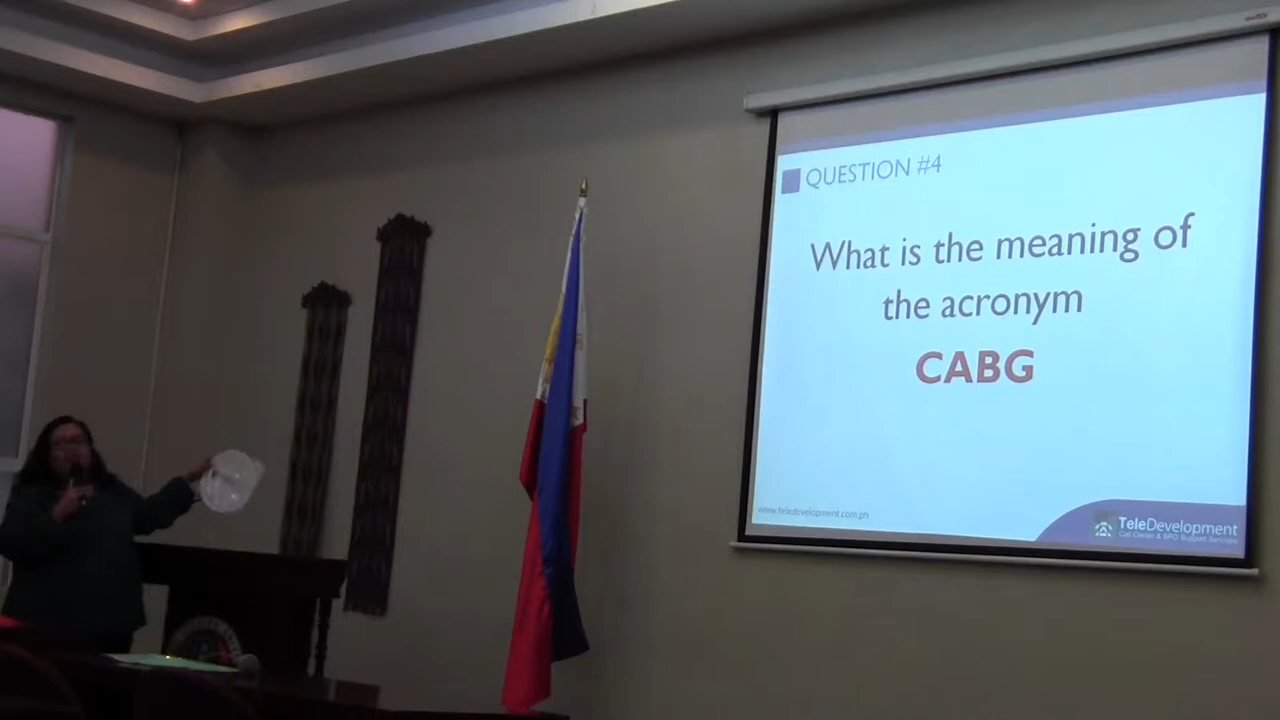 QUESTION #4
What is the meaning of
the acronym
CABG
www.teledevelopment.com.ph
TeleDevelopment
Call Center & BPO Support Services